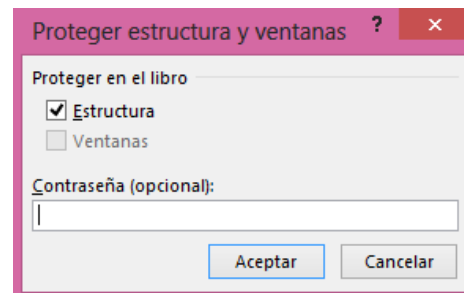 Proteger estructura y ventanas ? ×
Proteger en el libro
Estructura
Ventanas
Contraseña (opcional):
Aceptar Cancelar